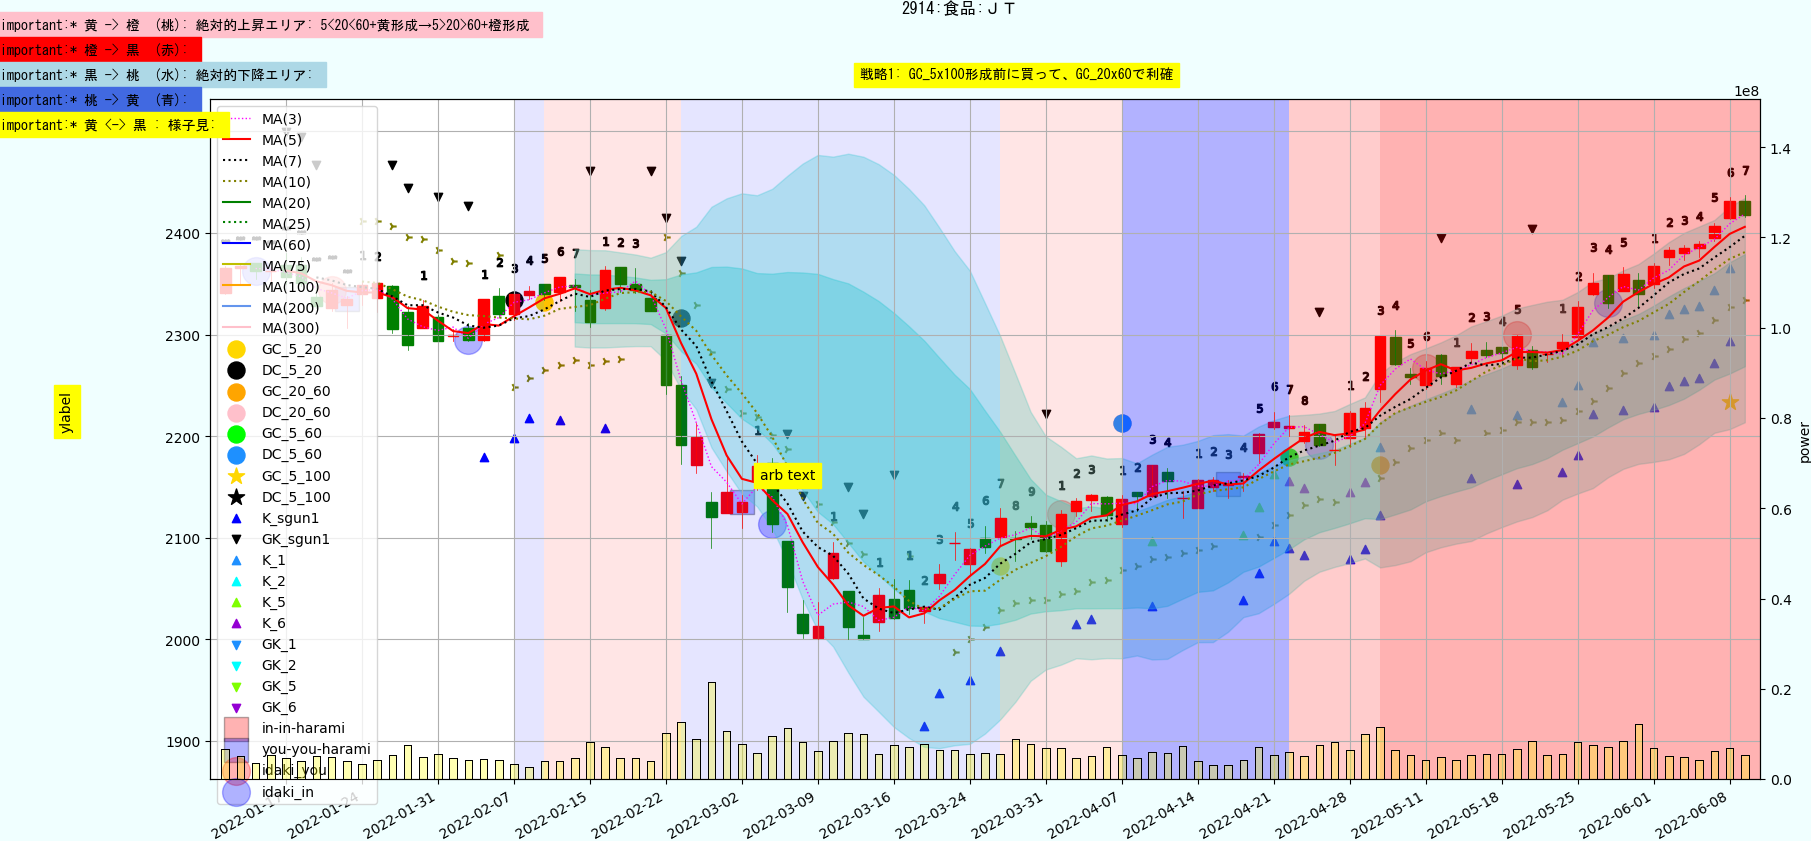 2914:食品:ＪＴ
important:* 黄 -> 橙 （桃）: 絶対的上昇エリア: 5<20<60+黄形成→5>20>60+橙形成
important:* 橙 -> 黒 （赤）:
important:* 黒 -> 桃 （水）: 絶対的下降エリア:
戦略1: GC_5x100形成前に買って、GC_20x60で利確
important:* 桃 -> 黄 （青）:
important:* 黄 <-> 黒 : 様子見:
1e8
MA(3)
MA(5)
MA(7)
MA(10)
MA(20)
MA(25)
MA(60)
MA(75)
MA(100)
MA(200)
MA(300)
GC_5_20
DC_5_20
GC_20_60
DC_20_60
GC_5_60
DC_5_60
GC_5_100
DC_5_100
K_sgun1
GK_sgun1
K_1
K_2
K_5
K_6
GK_1
GK_2
GK_5
GK_6
in-in-harami
you-you-harami
idaki_you
idaki_in
ylabel
2400
2300
2200
2100
2000
1900
arb text
power
1.4
1.2
1.0
0.8
0.6
0.4
0.2
0.0
2022-01-24
2022-01-31
2022-02-07
2022-02-15
2022-02-22
2022-03-02
2022-03-09
2022-03-16
2022-03-24
2022-03-31
2022-04-07
2022-04-14
2022-04-21
2022-04-28
2022-05-11
2022-05-18
2022-05-25
2022-06-01
2022-06-08